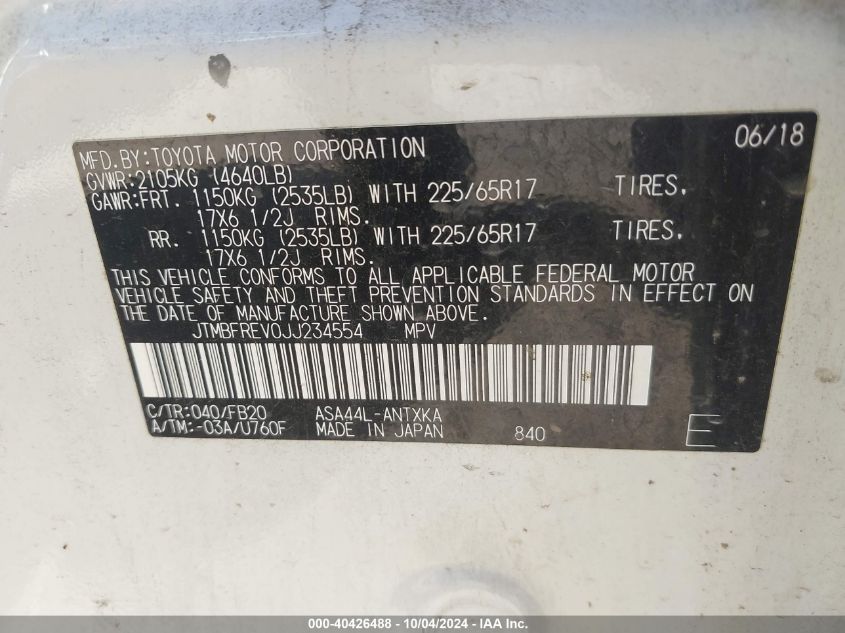 06/18
MFD.BY:TOYOTA MOTOR CORPORATION
GVWR:2105KG (4640LB)
GAWR:FRT. 1150KG (2535LB) WITH 225/65R17 TIRES.
17X6 1/2J RIMS.
RR. 1150KG (2535LB) WITH 225/65R17 TIRES.
17X6 1/2J RIMS.
THIS VEHICLE CONFORMS TO ALL APPLICABLE FEDERAL MOTOR
VEHICLE SAFETY AND THEFT PREVENTION STANDARDS IN EFFECT ON
THE DATE OF MANUFACTURE SHOWN ABOVE.
JTMBFREV0JJ234554 MPV
C/TR:040/FB20 ASA44L-ANTXKA
A/TM:-03A/U760F MADE IN JAPAN 840 E
000-40426488 - 10/04/2024 - IAA Inc.